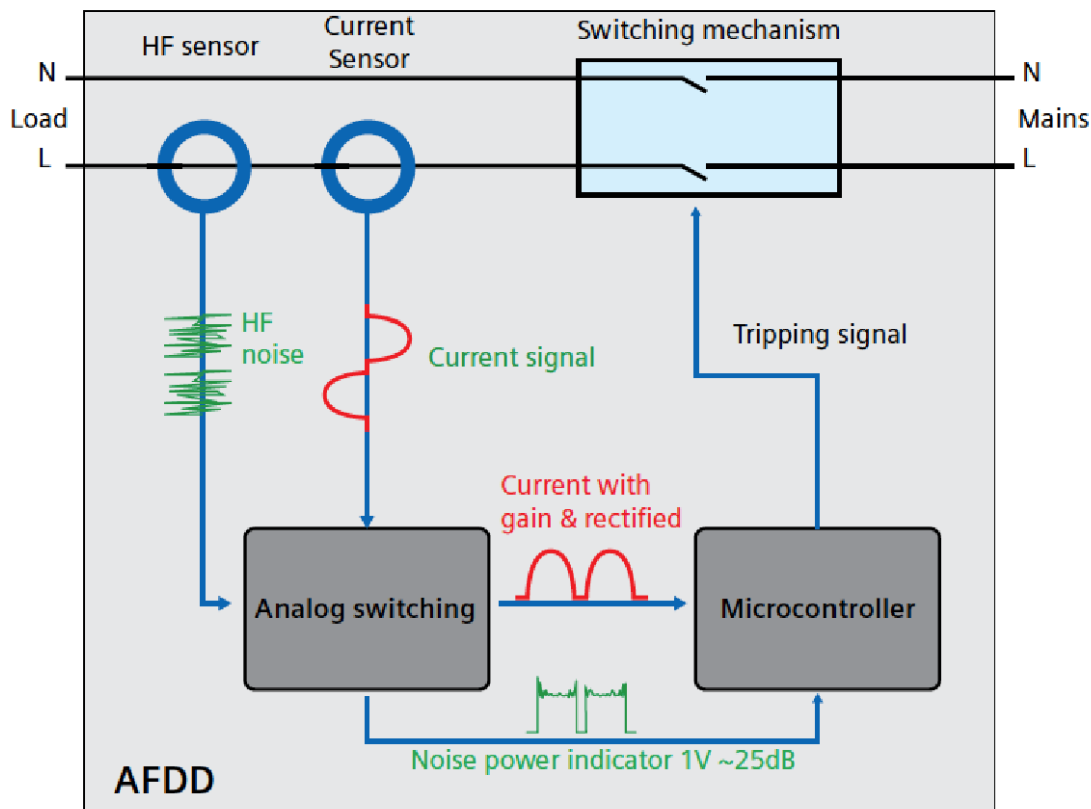 HF sensor
Current
Sensor
Switching mechanism
N
N
Load
Mains
L
L
HF
noise
Current signal
Tripping signal
Current with
gain & rectified
Analog switching
Microcontroller
Noise power indicator 1V ~25dB
AFDD